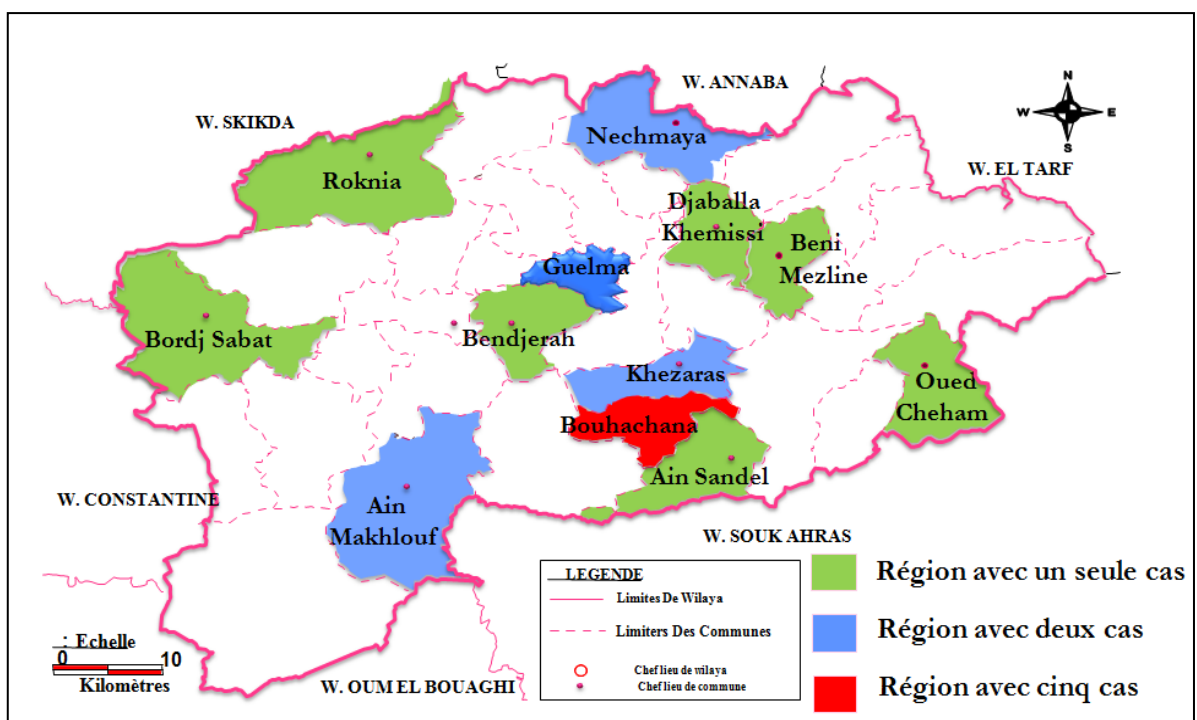 W. ANNABA
N
W
E
S
W. SKIKDA
Nechmaya
W. EL TARF
Roknia
Djaballa
Khemissi
Beni
Mezline
Guelma
Bordj Sabat
Bendjerah
Khezaras
Oued
Cheham
Bouhachana
Ain Sandel
W. CONSTANTINE
Ain
Makhlouf
W. SOUK AHRAS
LEGENDE
Limites De Wilaya
Limiters Des Communes
Chef lieu de wilaya
Chef lieu de commune
Région avec un seule cas
Région avec deux cas
Région avec cinq cas
: Echelle
0 10
Kilomètres
W. OUM EL BOUAGHI